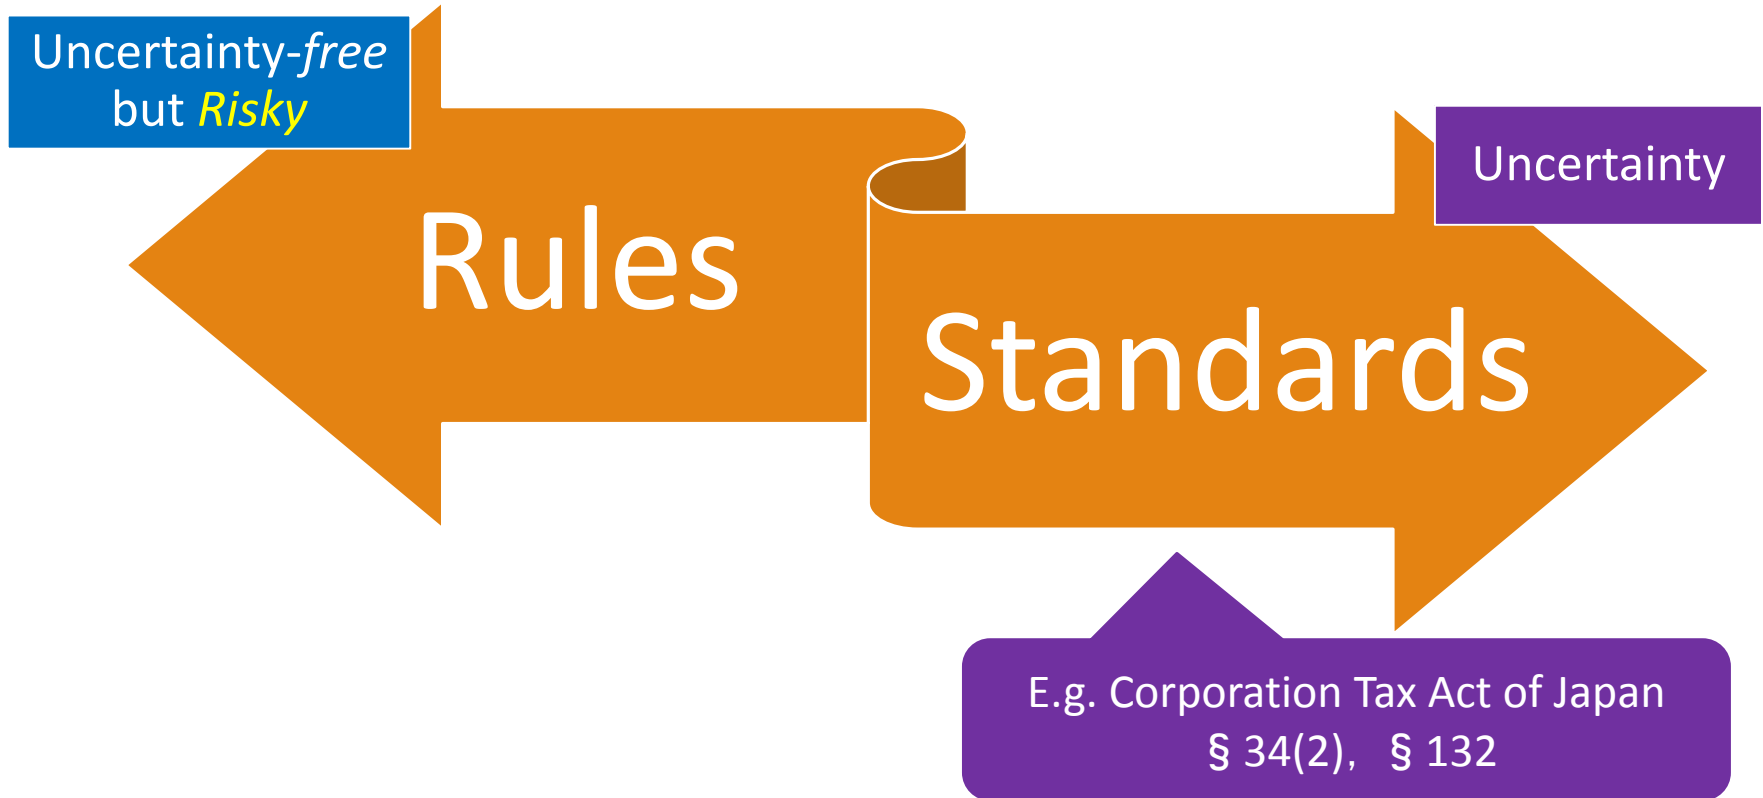 Uncertainty-free
but Risky
Uncertainty
Rules
Standards
E.g. Corporation Tax Act of Japan
§ 34(2),  § 132